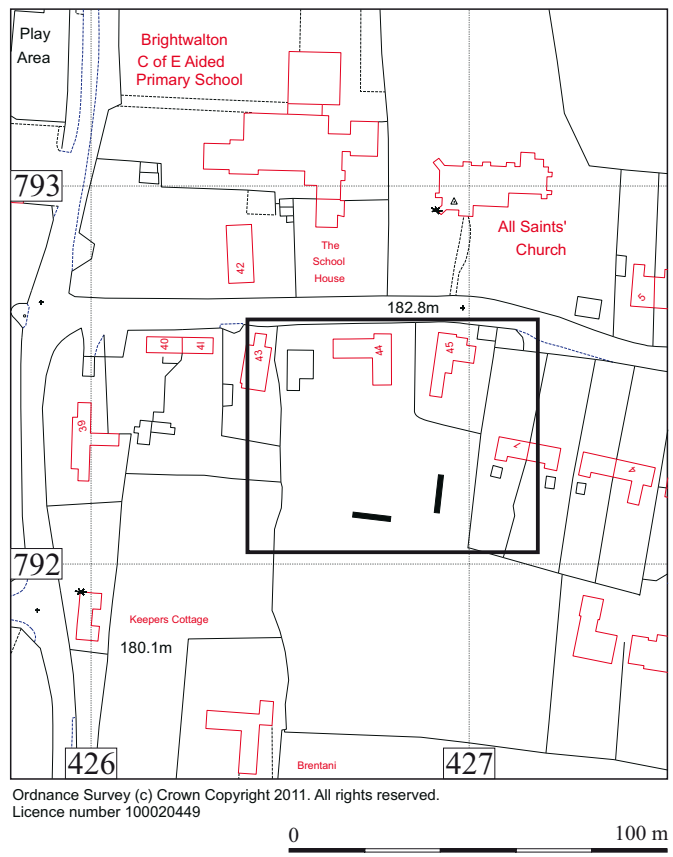 Play
Area
Brightwalton
C of E Aided
Primary School
793
All Saints'
Church
42
The
School
House
5
182.8m
40
41
43
44
45
39
7
792
Keepers Cottage
180.1m
426
427
Brentani
Ordnance Survey (c) Crown Copyright 2011. All rights reserved.
Licence number 100020449
0
100 m